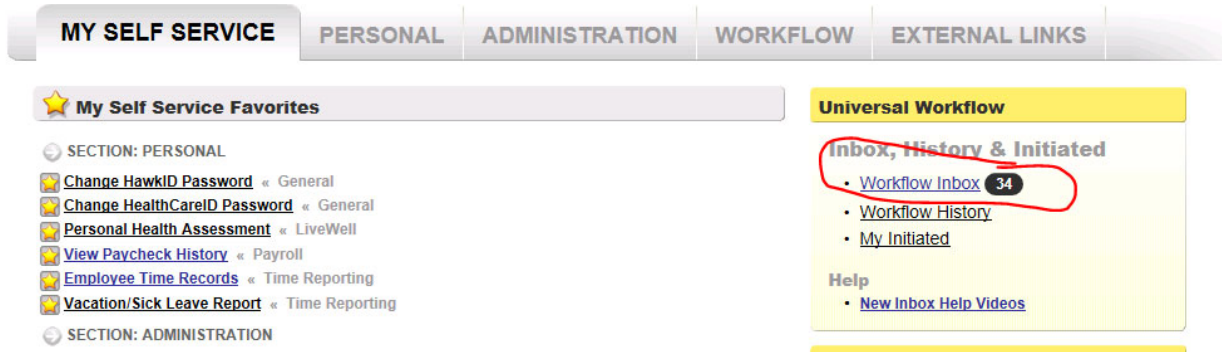 MY SELF SERVICE PERSONAL ADMINISTRATION WORKFLOW EXTERNAL LINKS
My Self Service Favorites
SECTION: PERSONAL
Change HawkID Password « General
Change HealthCareID Password « General
Personal Health Assessment « LiveWell
View Paycheck History « Payroll
Employee Time Records « Time Reporting
Vacation/Sick Leave Report « Time Reporting
SECTION: ADMINISTRATION
Universal Workflow
Inbox, History & Initiated
• Workflow Inbox 34
• Workflow History
• My Initiated
Help
• New Inbox Help Videos